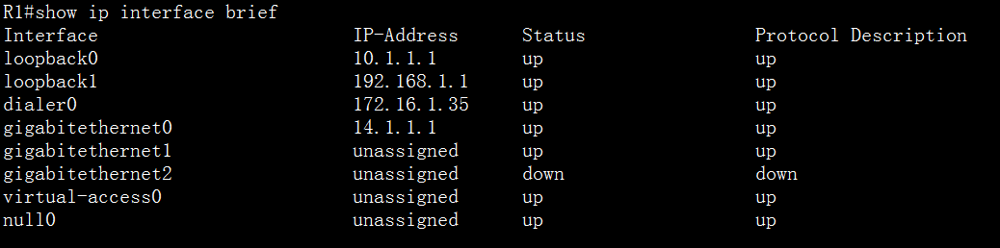 R1#show ip interface brief
Interface IP-Address Status Protocol Description
loopback0 10.1.1.1 up up
loopback1 192.168.1.1 up up
dialer0 172.16.1.35 up up
gigabitethernet0 14.1.1.1 up up
gigabitethernet1 unassigned up up
gigabitethernet2 unassigned down down
virtual-access0 unassigned up up
null0 unassigned up up